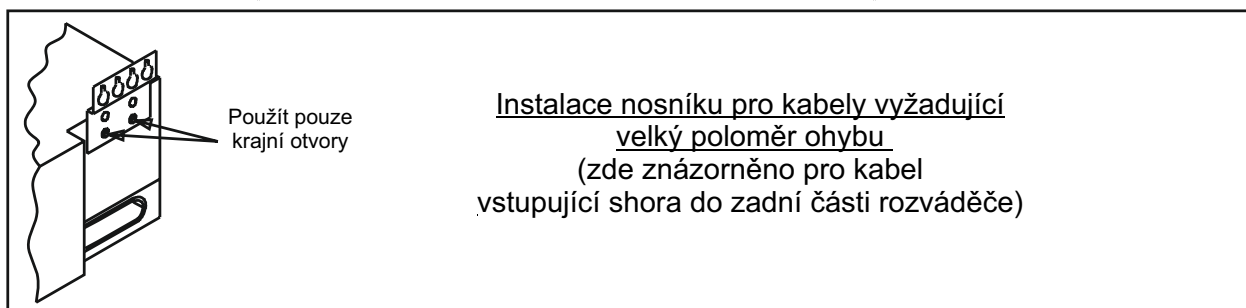 Použít pouze
krajní otvory
Instalace nosníku pro kabely vyžadující
velký poloměr ohybu
(zde znázorněno pro kabel
vstupující shora do zadní části rozváděče)